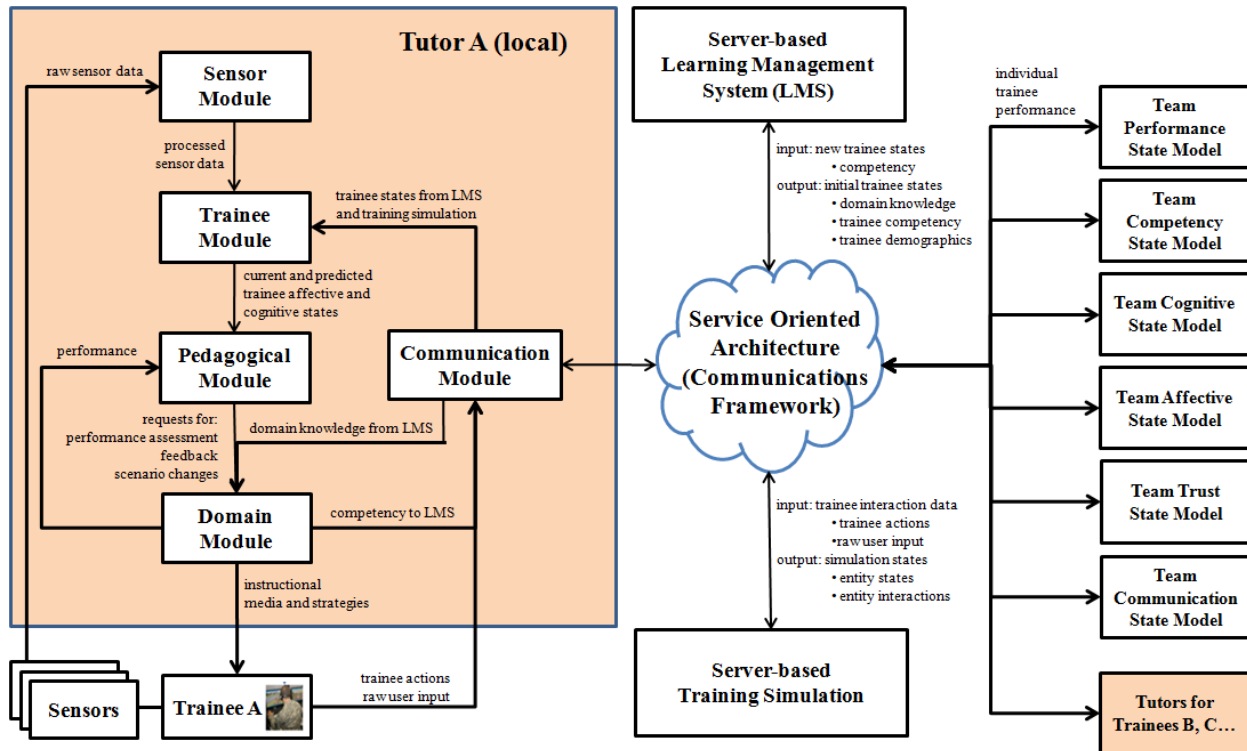 Tutor A (local)
raw sensor data
Sensor
Module
processed
sensor data
trainee states from LMS
and training simulation
Trainee
Module
current and predicted
trainee affective and
cognitive states
performance
Pedagogical
Module
Communication
Module
requests for:
performance assessment
feedback
scenario changes
domain knowledge from LMS
Domain
Module
competency to LMS
instructional
media and strategies
Sensors
Trainee A
trainee actions
raw user input
Server-based
Learning Management
System (LMS)
input: new trainee states
• competency
output: initial trainee states
• domain knowledge
• trainee competency
• trainee demographics
Service Oriented
Architecture
(Communications
Framework)
input: trainee interaction data
• trainee actions
• raw user input
output: simulation states
• entity states
• entity interactions
Server-based
Training Simulation
individual
trainee
performance
Team
Performance
State Model
Team
Competency
State Model
Team Cognitive
State Model
Team Affective
State Model
Team Trust
State Model
Team
Communication
State Model
Tutors for
Trainees B, C…